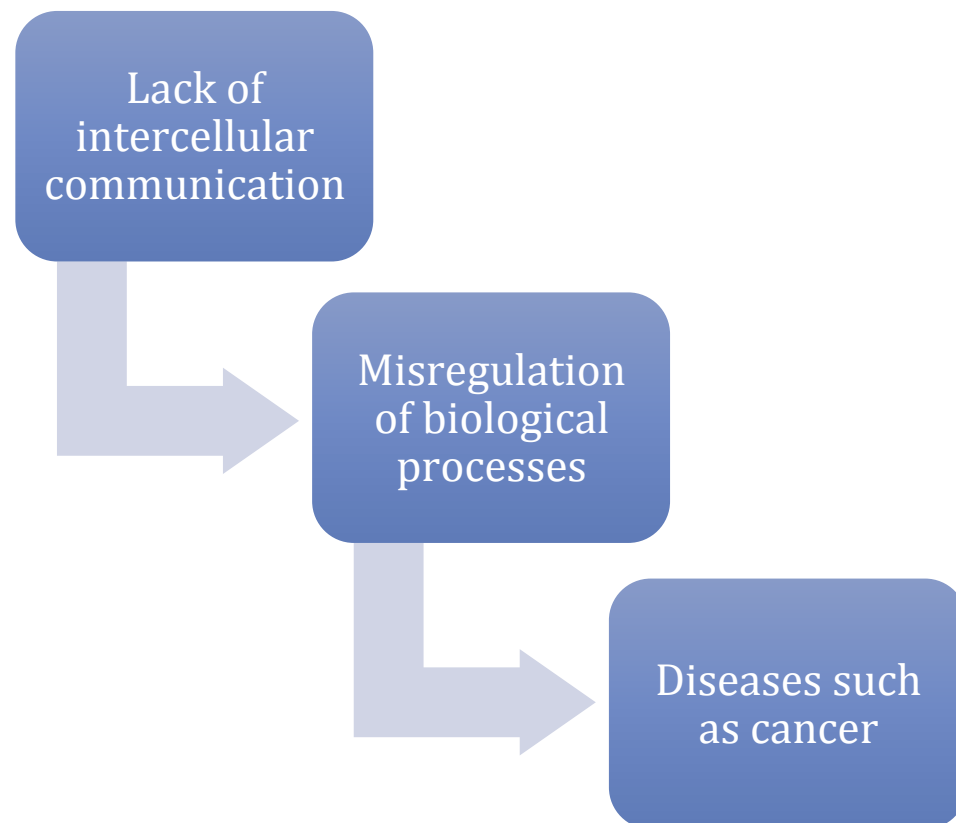 Lack of
intercellular
communication
Misregulation
of biological
processes
Diseases such
as cancer